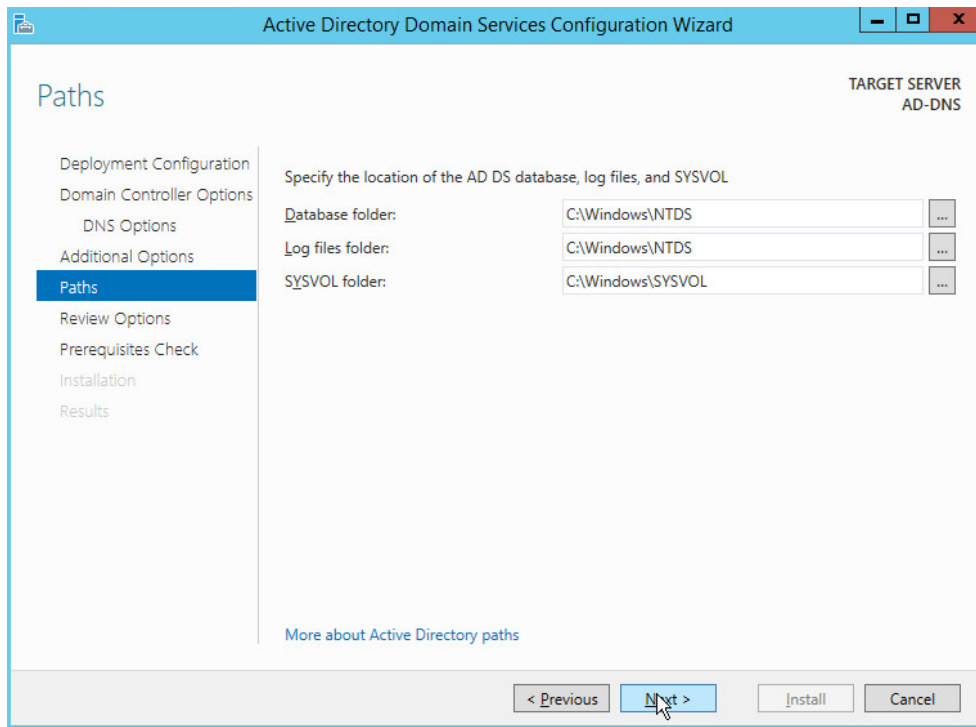 Active Directory Domain Services Configuration Wizard
Paths
TARGET SERVER
AD-DNS
Deployment Configuration
Domain Controller Options
DNS Options
Additional Options
Paths
Review Options
Prerequisites Check
Installation
Results
Specify the location of the AD DS database, log files, and SYSVOL
Database folder: C:\Windows\NTDS ...
Log files folder: C:\Windows\NTDS ...
SYSVOL folder: C:\Windows\SYSVOL ...
More about Active Directory paths
< Previous Next > Install Cancel